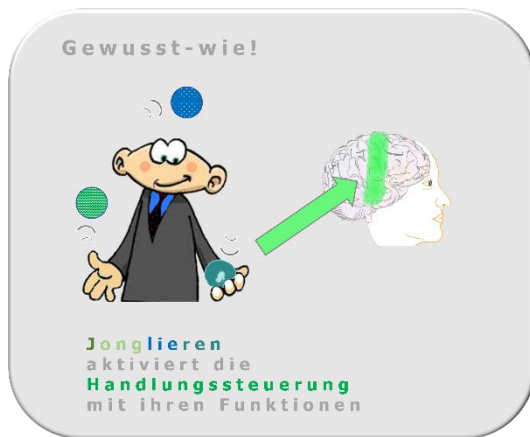 Gewusst-wie!
Jonglieren
aktiviert die
Handlungssteuerung
mit ihren Funktionen